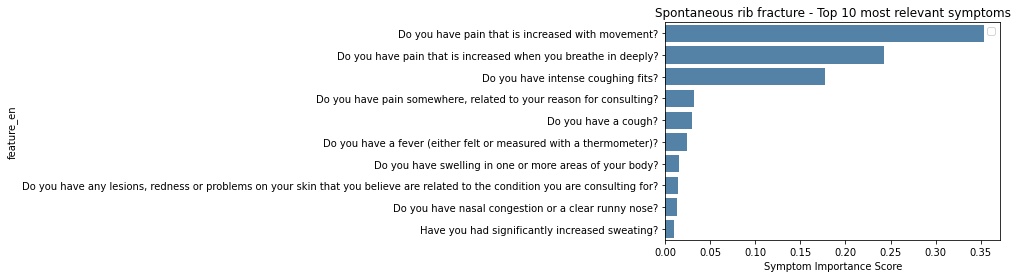 Spontaneous rib fracture - Top 10 most relevant symptoms
Do you have pain that is increased with movement?
Do you have pain that is increased when you breathe in deeply?
Do you have intense coughing fits?
Do you have pain somewhere, related to your reason for consulting?
Do you have a cough?
feature_en
Do you have a fever (either felt or measured with a thermometer)?
Do you have swelling in one or more areas of your body?
Do you have any lesions, redness or problems on your skin that you believe are related to the condition you are consulting for?
Do you have nasal congestion or a clear runny nose?
Have you had significantly increased sweating?
0.00 0.05 0.10 0.15 0.20 0.25 0.30 0.35
Symptom Importance Score